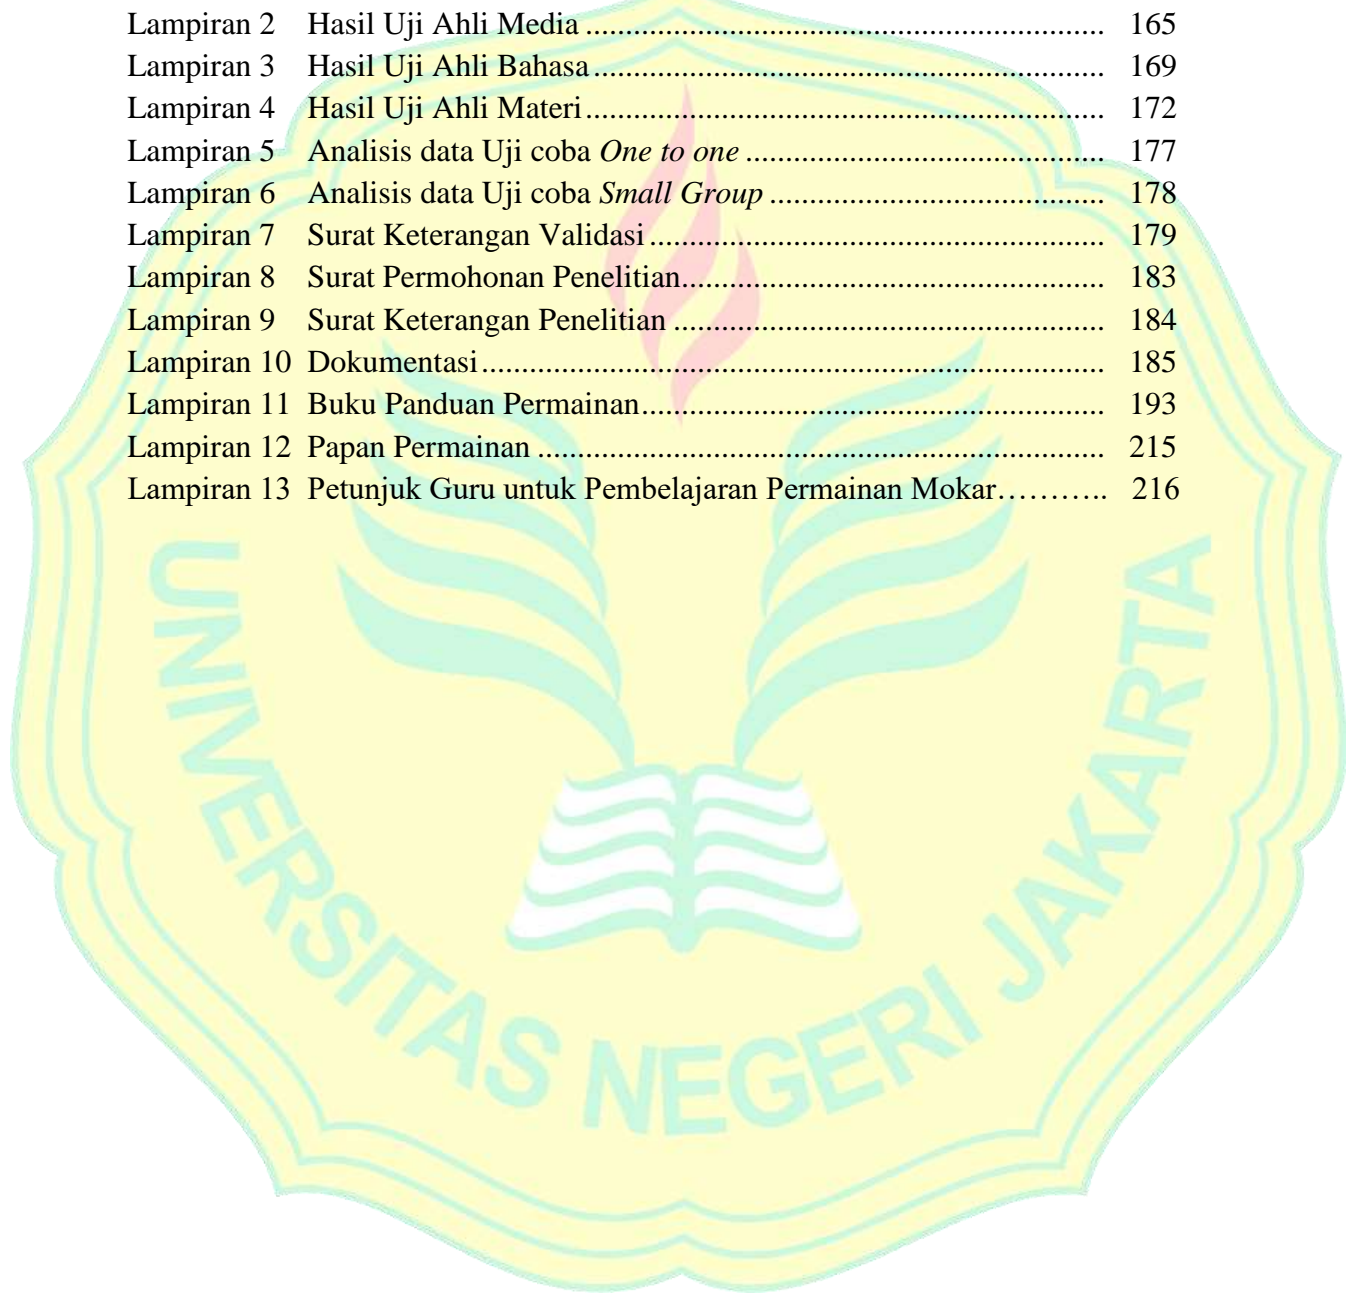 Lampiran 2 Hasil Uji Ahli Media ................................................................ 165
Lampiran 3 Hasil Uji Ahli Bahasa ............................................................... 169
Lampiran 4 Hasil Uji Ahli Materi ................................................................ 172
Lampiran 5 Analisis data Uji coba One to one ............................................ 177
Lampiran 6 Analisis data Uji coba Small Group ......................................... 178
Lampiran 7 Surat Keterangan Validasi ........................................................ 179
Lampiran 8 Surat Permohonan Penelitian.................................................... 183
Lampiran 9 Surat Keterangan Penelitian ..................................................... 184
Lampiran 10 Dokumentasi ............................................................................. 185
Lampiran 11 Buku Panduan Permainan ......................................................... 193
Lampiran 12 Papan Permainan ...................................................................... 215
Lampiran 13 Petunjuk Guru untuk Pembelajaran Permainan Mokar………. 216
UNIVERSITAS NEGERI JAKARTA